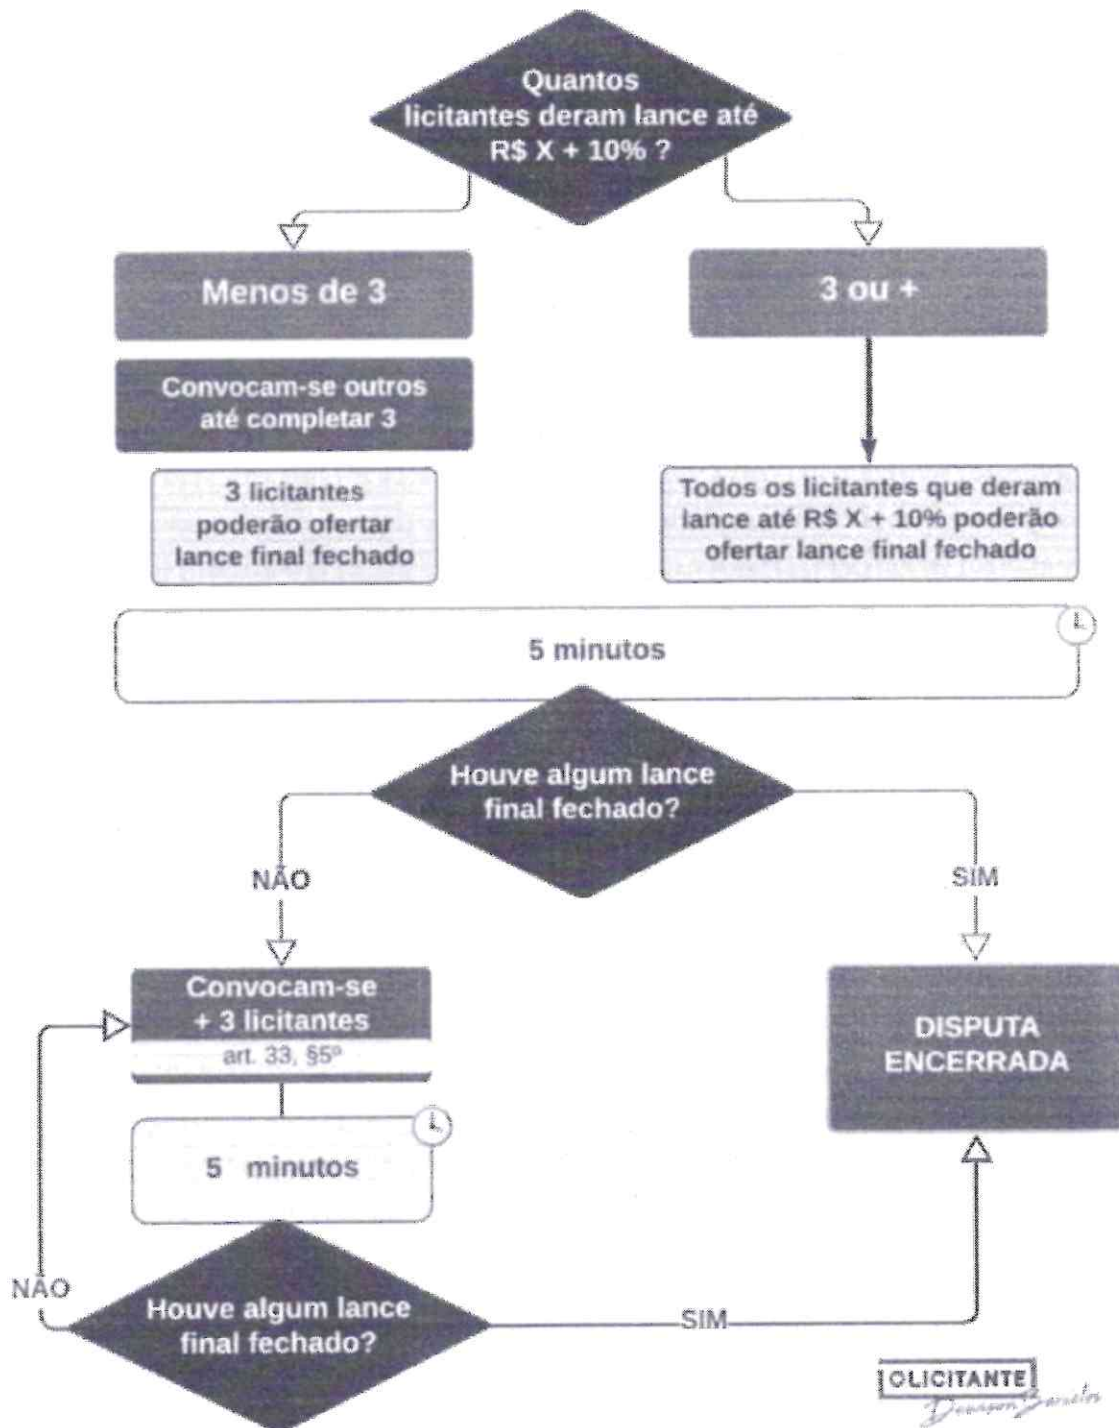 Quantos
licitantes deram lance até
R$ X + 10% ?
Menos de 3
3 ou +
Convocam-se outros
até completar 3
3 licitantes
poderão ofertar
lance final fechado
Todos os licitantes que deram
lance até R$ X + 10% poderão
ofertar lance final fechado
5 minutos
Houve algum lance
final fechado?
NÃO
SIM
Convocam-se
+ 3 licitantes
art. 33, §5º
DISPUTA
ENCERRADA
5 minutos
NÃO
Houve algum lance
final fechado?
SIM
OLICITANTE